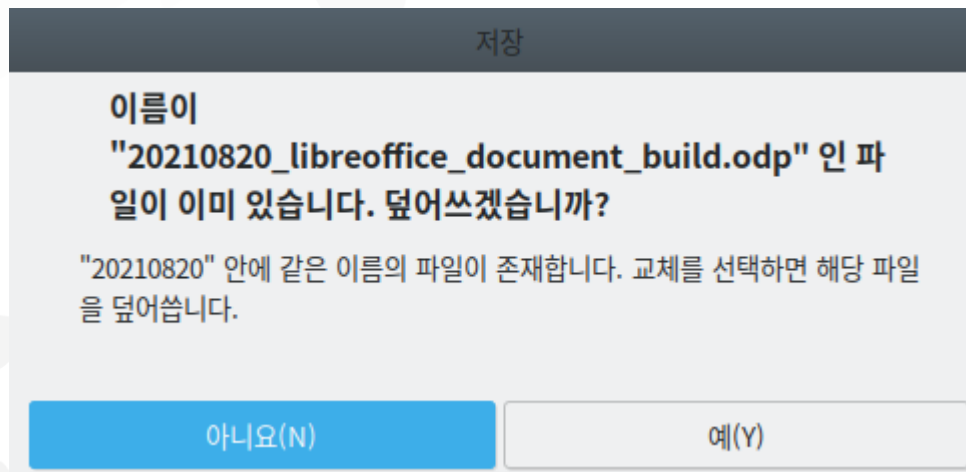 저장
이름이
"20210820_libreoffice_document_build.odp" 인 파
일이 이미 있습니다. 덮어쓰겠습니까?
"20210820" 안에 같은 이름의 파일이 존재합니다. 교체를 선택하면 해당 파일
을 덮어씁니다.
아니요(N)
예(Y)